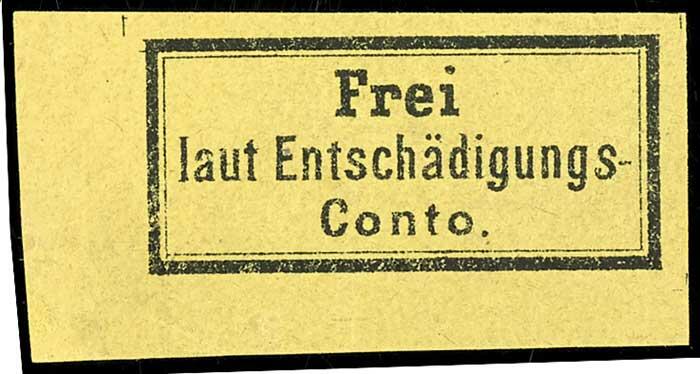 Frei
laut Entschädigungs-
Conto.